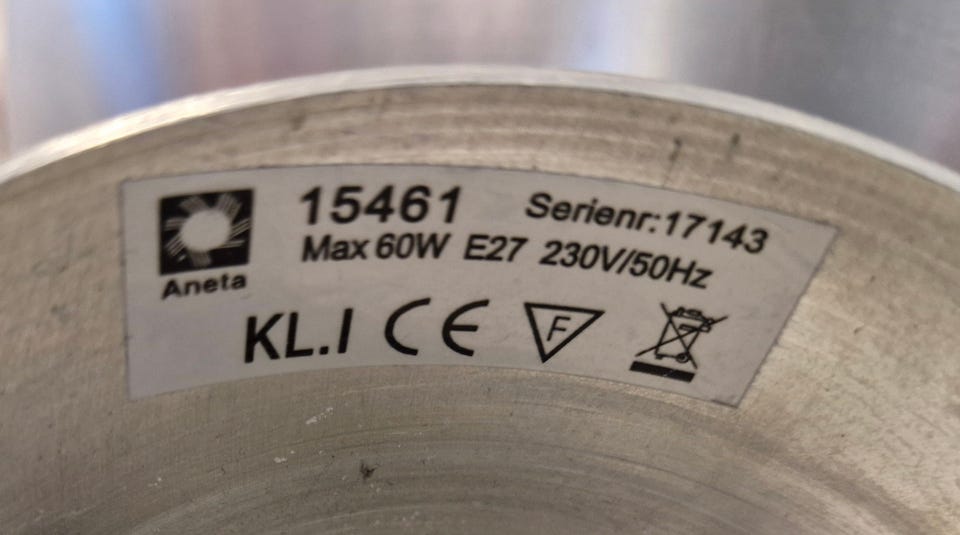 15461 Serienr:17143
Max 60W E27 230V/50Hz
Aneta
KL.I CE F